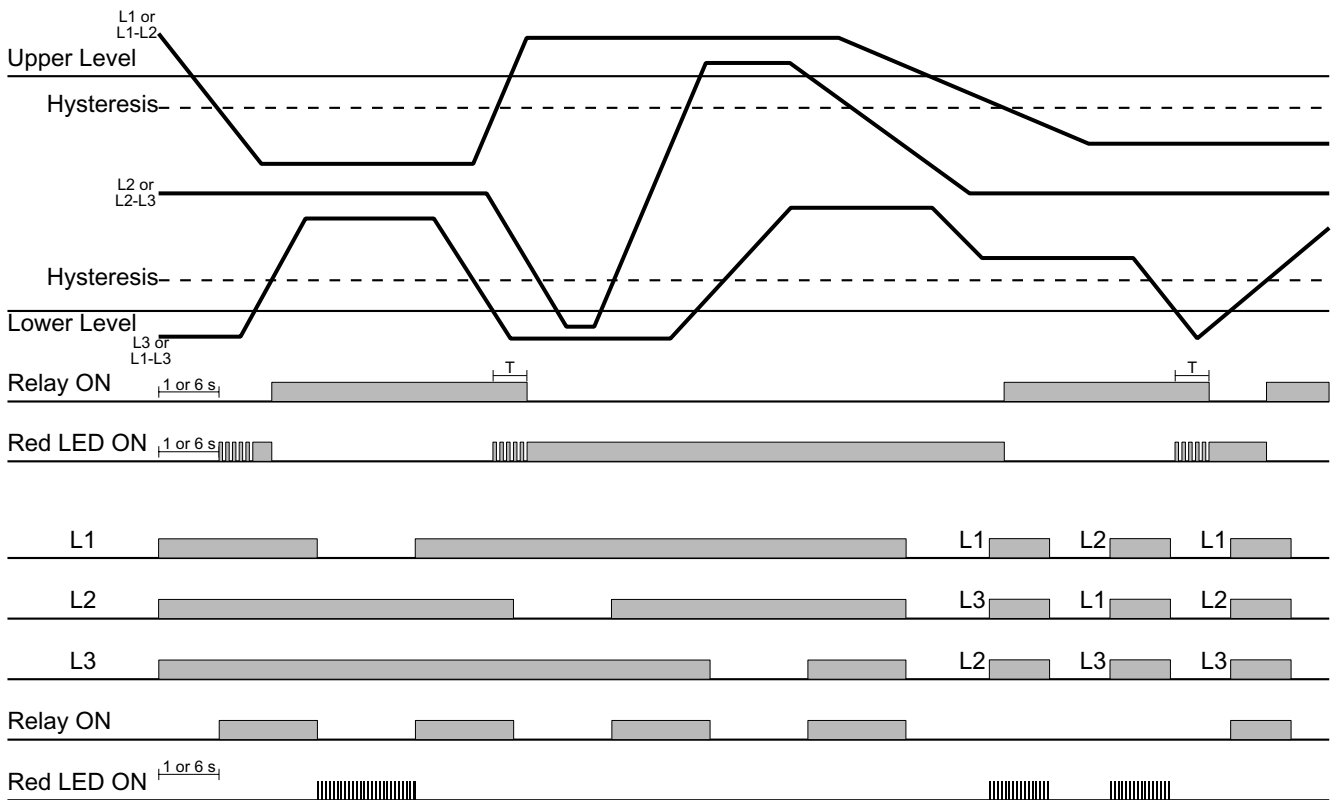 L1 or
L1-L2
Upper Level
Hysteresis
L2 or
L2-L3
Hysteresis
Lower Level
L3 or
L1-L3
T T
Relay ON 1 or 6 s
Red LED ON 1 or 6 s
L1 L1 L2 L1
L2 L3 L1 L2
L3 L2 L3 L3
Relay ON
Red LED ON 1 or 6 s